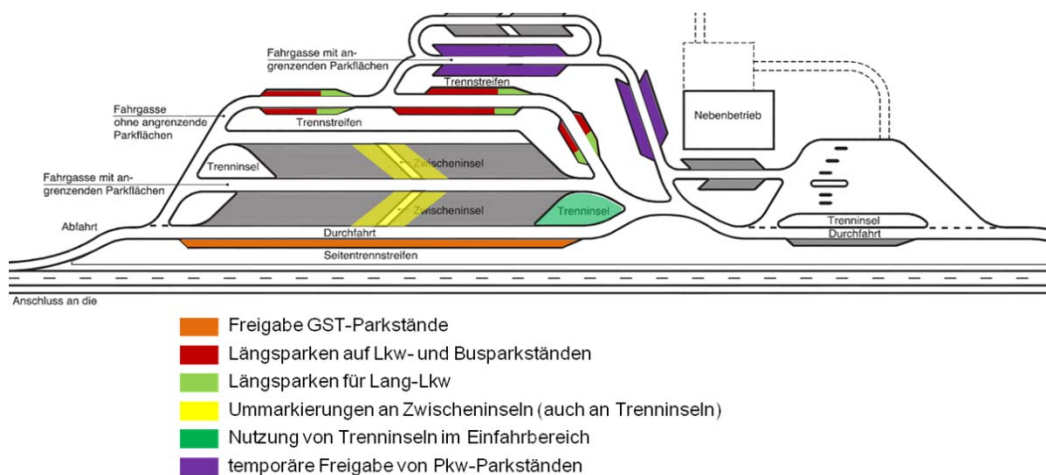 Fahrgasse mit an-
grenzenden Parkflächen
Trennstreifen
Fahrgasse
ohne angrenzende
Parkflächen
Trennstreifen
Nebenbetrieb
Trenninsel
Zwischeninsel
Fahrgasse mit an-
grenzenden Parkflächen
Zwischeninsel
Trenninsel
Trenninsel
Abfahrt
Durchfahrt
Durchfahrt
Seitentrennstreifen
Anschluss an die
Freigabe GST-Parkstände
Längsparken auf Lkw- und Busparkständen
Längsparken für Lang-Lkw
Ummarkierungen an Zwischeninseln (auch an Trenninseln)
Nutzung von Trenninseln im Einfahrbereich
temporäre Freigabe von Pkw-Parkständen